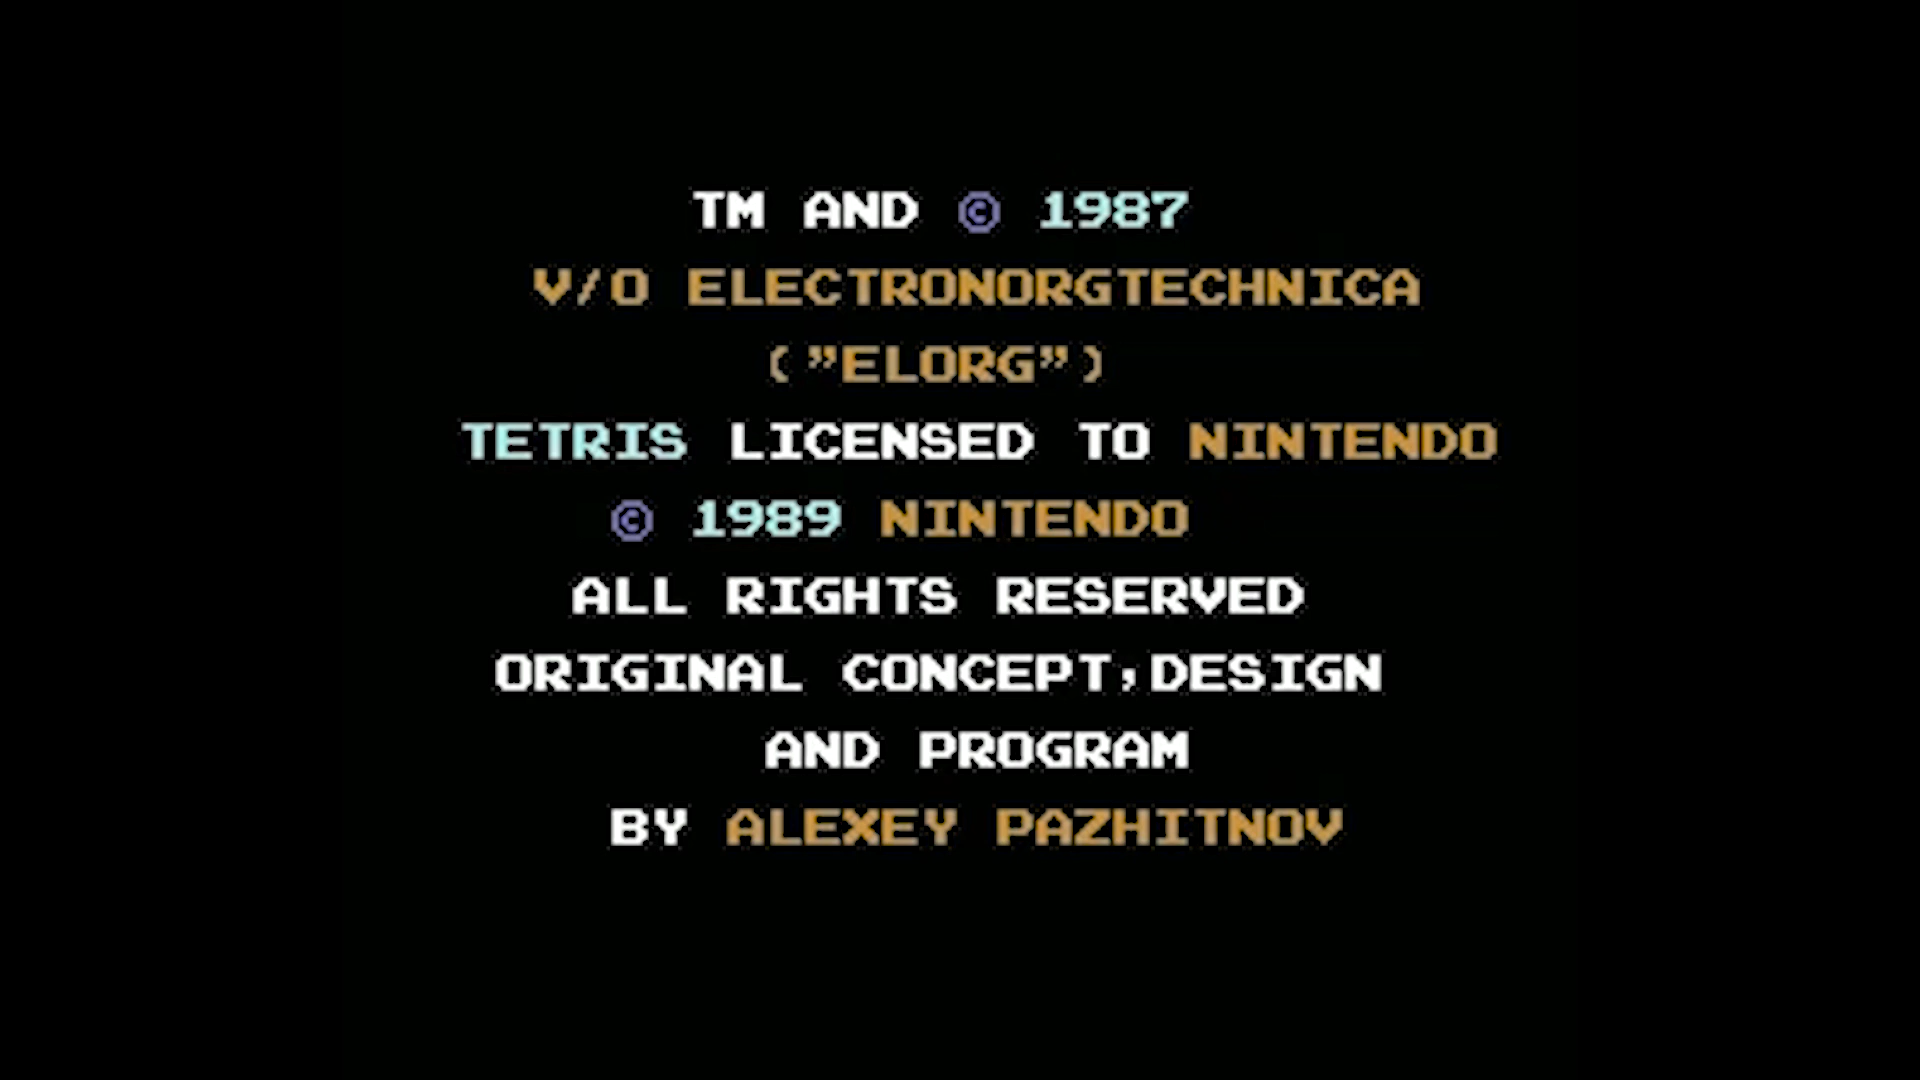 TM AND © 1987
V/O ELECTRONORGTECHNICA
(”ELORG”)
TETRIS LICENSED TO NINTENDO
© 1989 NINTENDO
ALL RIGHTS RESERVED
ORIGINAL CONCEPT,DESIGN
AND PROGRAM
BY ALEXEY PAZHITNOV